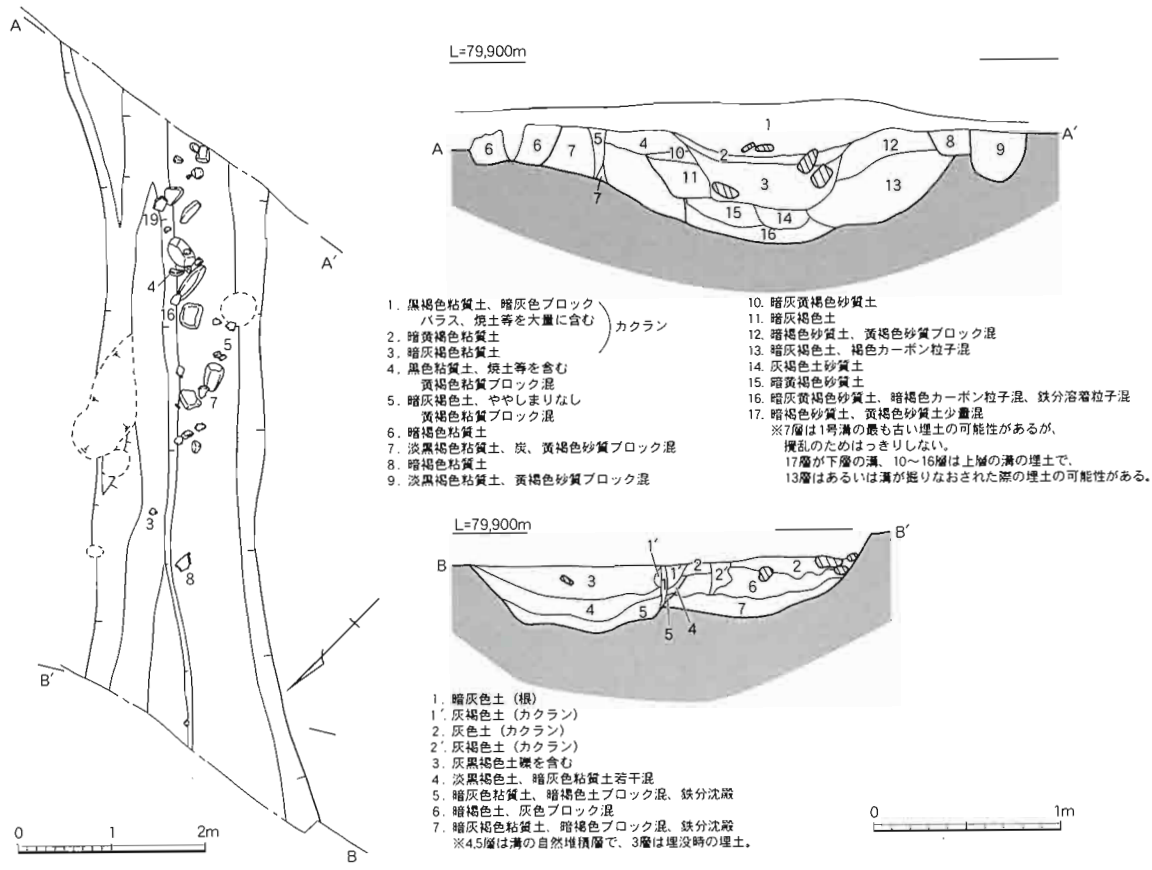 A
A′
19
4
6
5
7
7
3
8
B′
B
0 1 2m
L=79,900m
A
A′
1
6
6
7
5
4
10
2
11
3
12
8
9
13
7
15
14
16
1. 黒褐色粘質土、暗灰色ブロック
バラス、焼土等を大量に含む
カクラン
2. 暗黄褐色粘質土
3. 暗灰褐色粘質土
4. 黒色粘質土、焼土等を含む
黄褐色粘質ブロック混
5. 暗灰褐色土、ややしまりなし
黄褐色粘質ブロック混
6. 暗褐色粘質土
7. 淡黒褐色粘質土、炭、黄褐色砂質ブロック混
8. 暗褐色粘質土
9. 淡黒褐色粘質土、黄褐色砂質ブロック混
10. 暗灰黄褐色砂質土
11. 暗灰褐色土
12. 暗褐色砂質土、黄褐色砂質ブロック混
13. 暗灰褐色土、褐色カーボン粒子混
14. 灰褐色土砂質土
15. 暗黄褐色砂質土
16. 暗灰黄褐色砂質土、暗褐色カーボン粒子混、鉄分溶着粒子混
17. 暗褐色砂質土、黄褐色砂質土少量混
※7層は1号溝の最も古い埋土の可能性があるが、
攪乱のためはっきりしない。
17層が下層の溝、10〜16層は上層の溝の埋土で、
13層はあるいは溝が掘りなおされた際の埋土の可能性がある。
L=79,900m
B
B′
1′
3
1′
2
2′
2
6
4
5
7
5
4
1. 暗灰色土（根）
1′. 灰褐色土（カクラン）
2. 灰色土（カクラン）
2′. 灰褐色土（カクラン）
3. 灰黒褐色土礫を含む
4. 淡黒褐色土、暗灰色粘質土若干混
5. 暗灰色粘質土、暗褐色土ブロック混、鉄分沈殿
6. 暗褐色土、灰色ブロック混
7. 暗灰褐色粘質土、暗褐色ブロック混、鉄分沈殿
※4,5層は溝の自然堆積層で、3層は埋没時の埋土。
0 1m